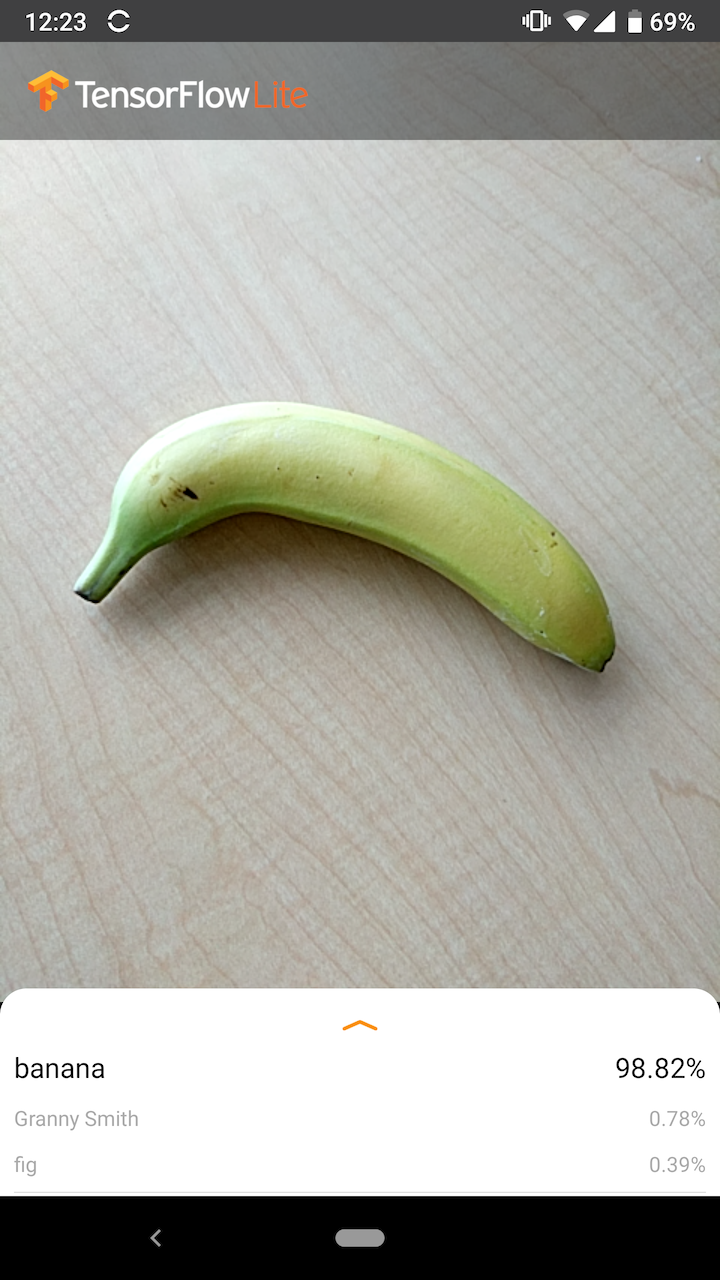 12:23 69%
TensorFlow Lite
banana 98.82%
Granny Smith 0.78%
fig 0.39%